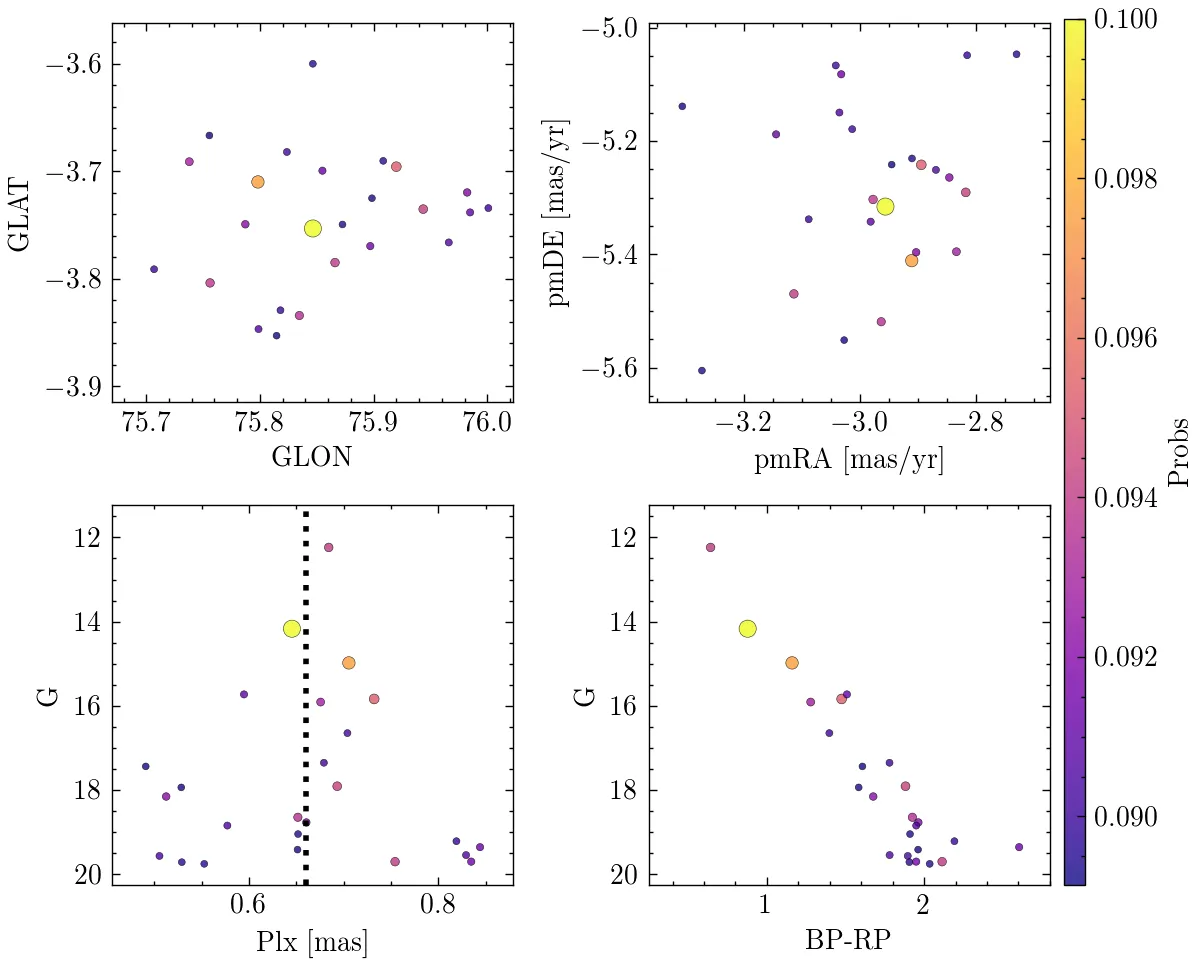 −3.6
−3.7
−3.8
−3.9
GLAT
75.7 75.8 75.9 76.0
GLON
−5.0
−5.2
−5.4
−5.6
pmDE [mas/yr]
−3.2 −3.0 −2.8
pmRA [mas/yr]
12
14
16
18
20
G
0.6 0.8
Plx [mas]
12
14
16
18
20
G
1 2
BP-RP
0.100
0.098
0.096
0.094
0.092
0.090
Probs